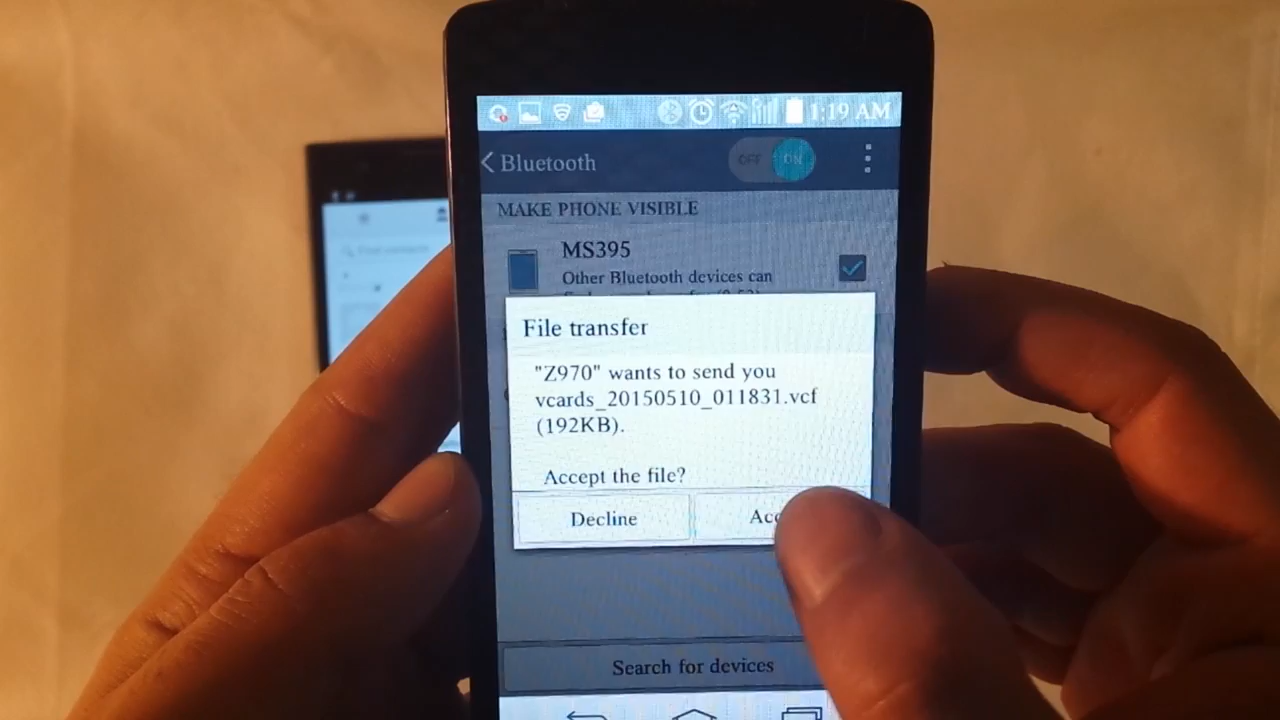 1:19 AM
Bluetooth
OFF ON
MAKE PHONE VISIBLE
MS395
Other Bluetooth devices can
File transfer
"Z970" wants to send you
vcards_20150510_011831.vcf
(192KB).
Accept the file?
Decline
Search for devices